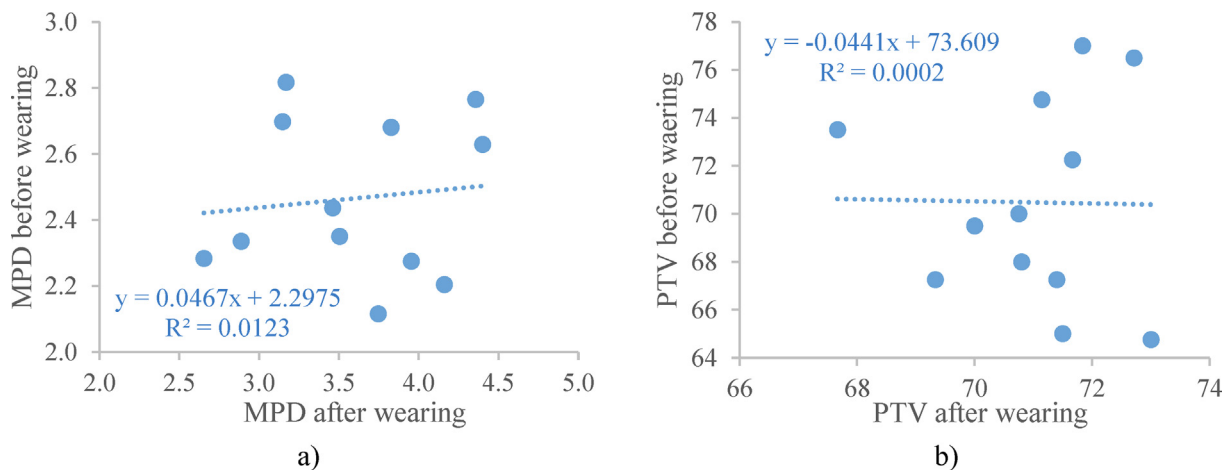 3.0
2.8
2.6
2.4
2.2
2.0
MPD before wearing
y = 0.0467x + 2.2975
R² = 0.0123
2.0 2.5 3.0 3.5 4.0 4.5 5.0
MPD after wearing
a)
78
76
74
72
70
68
66
64
PTV before waering
y = -0.0441x + 73.609
R² = 0.0002
66 68 70 72 74
PTV after wearing
b)